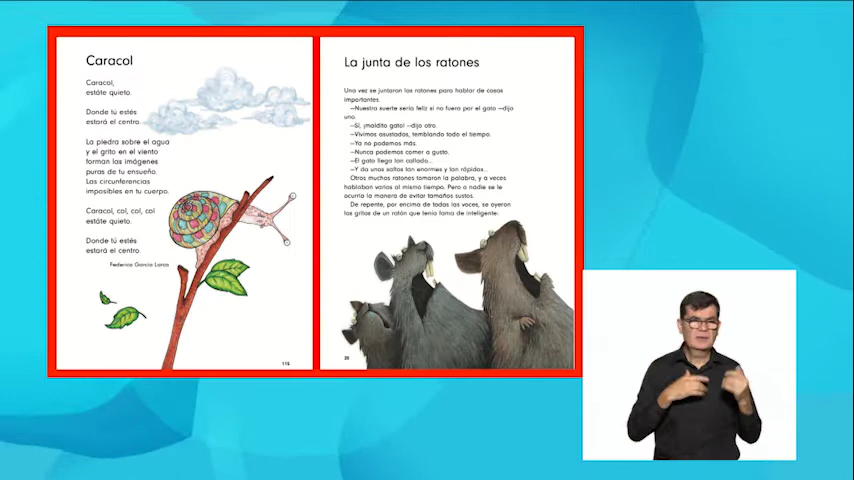 Caracol
Caracol,
estáte quieto.
Donde tú estés
estará el centro.
La piedra sobre el agua
y el grito en el viento
forman las imágenes
puras de tu ensueño.
Las circunferencias
imposibles en tu cuerpo.
Caracol, col, col, col
estáte quieto.
Donde tú estés
estará el centro.
Federico García Lorca
115
La junta de los ratones
Una vez se juntaron los ratones para hablar de cosas
importantes.
—Nuestra suerte sería feliz si no fuera por el gato —dijo
uno.
—Sí, ¡maldito gato! —dijo otro.
—Vivimos asustados, temblando todo el tiempo.
—Ya no podemos más.
—Nunca podemos comer a gusto.
—El gato llega tan callado...
—Y da unos saltos tan enormes y tan rápidos...
Otros muchos ratones tomaron la palabra, y a veces
hablaban varios al mismo tiempo. Pero a nadie se le
ocurría la manera de evitar tamaños sustos.
De repente, por encima de todas las voces, se oyeron
los gritos de un ratón que tenía fama de inteligente: